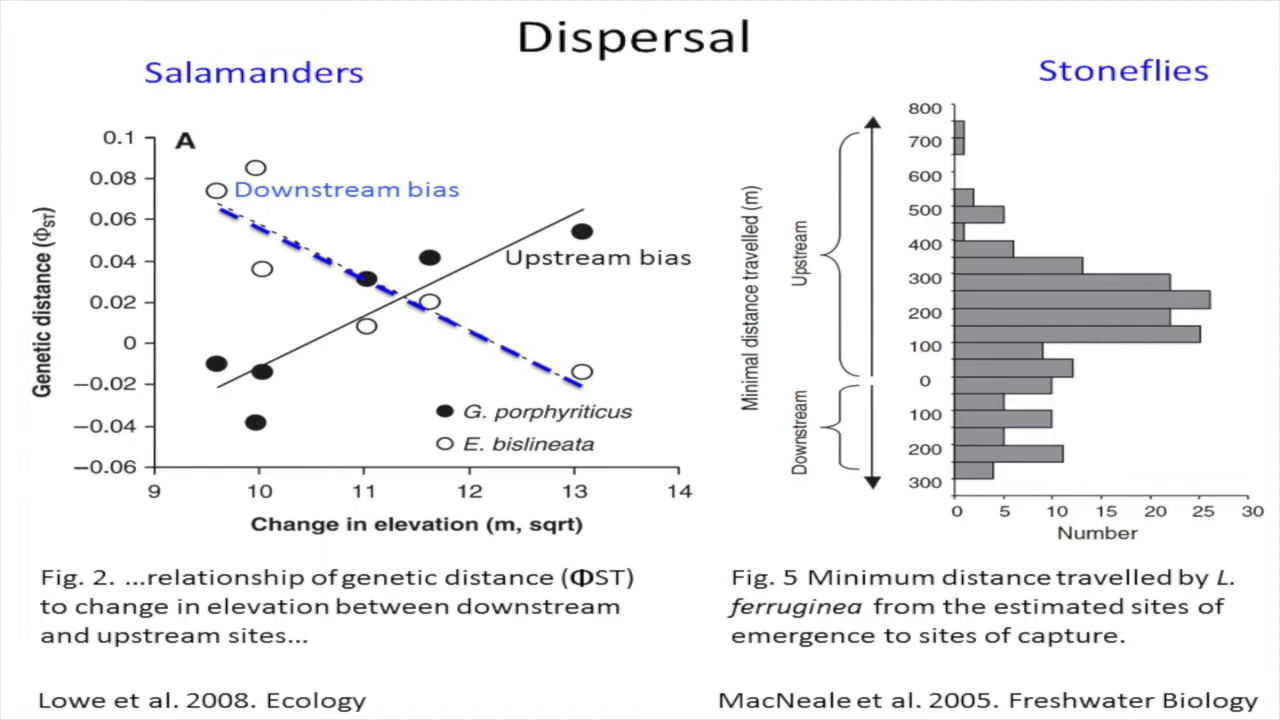 Dispersal
Salamanders
Stoneflies
A
Genetic distance (ΦST)
0.1
0.08
0.06
0.04
0.02
0
−0.02
−0.04
−0.06
9
10
11
12
13
14
Change in elevation (m, sqrt)
Downstream bias
Upstream bias
G. porphyriticus
E. bislineata
Minimal distance travelled (m)
Upstream
Downstream
800
700
600
500
400
300
200
100
0
100
200
300
0
5
10
15
20
25
30
Number
Fig. 2. ...relationship of genetic distance (ΦST)
to change in elevation between downstream
and upstream sites...
Fig. 5 Minimum distance travelled by L.
ferruginea from the estimated sites of
emergence to sites of capture.
Lowe et al. 2008. Ecology
MacNeale et al. 2005. Freshwater Biology